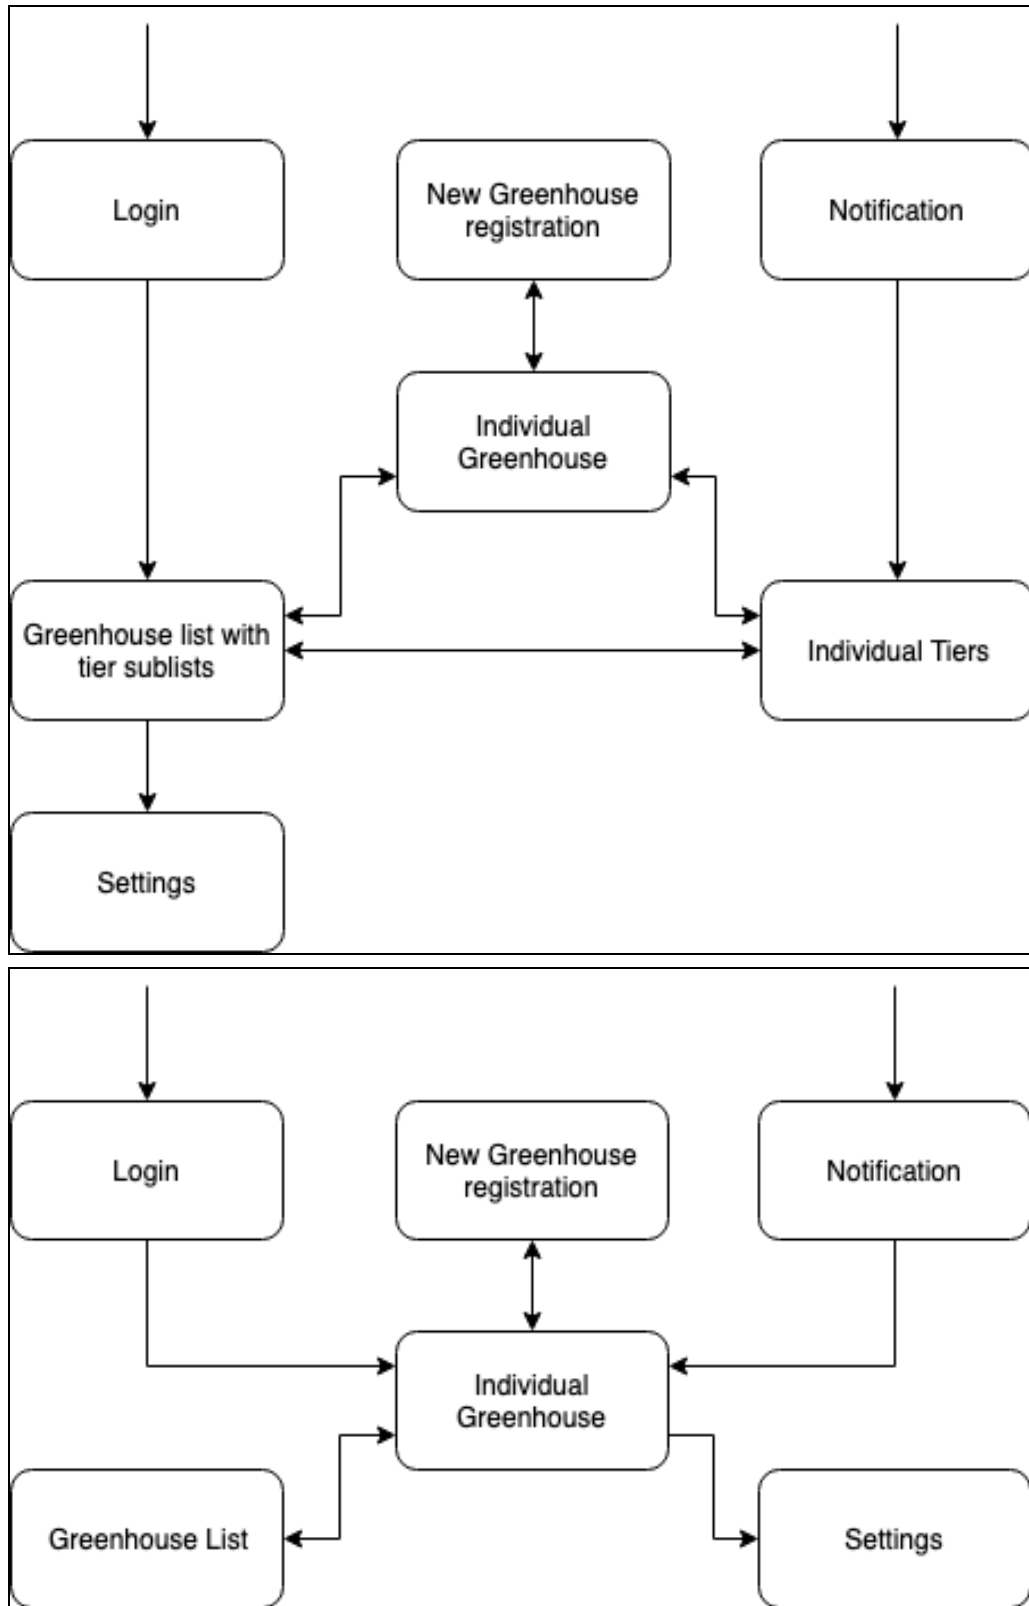 Login
New Greenhouse
registration
Notification
Individual
Greenhouse
Greenhouse list with
tier sublists
Individual Tiers
Settings
Login
New Greenhouse
registration
Notification
Individual
Greenhouse
Greenhouse List
Settings